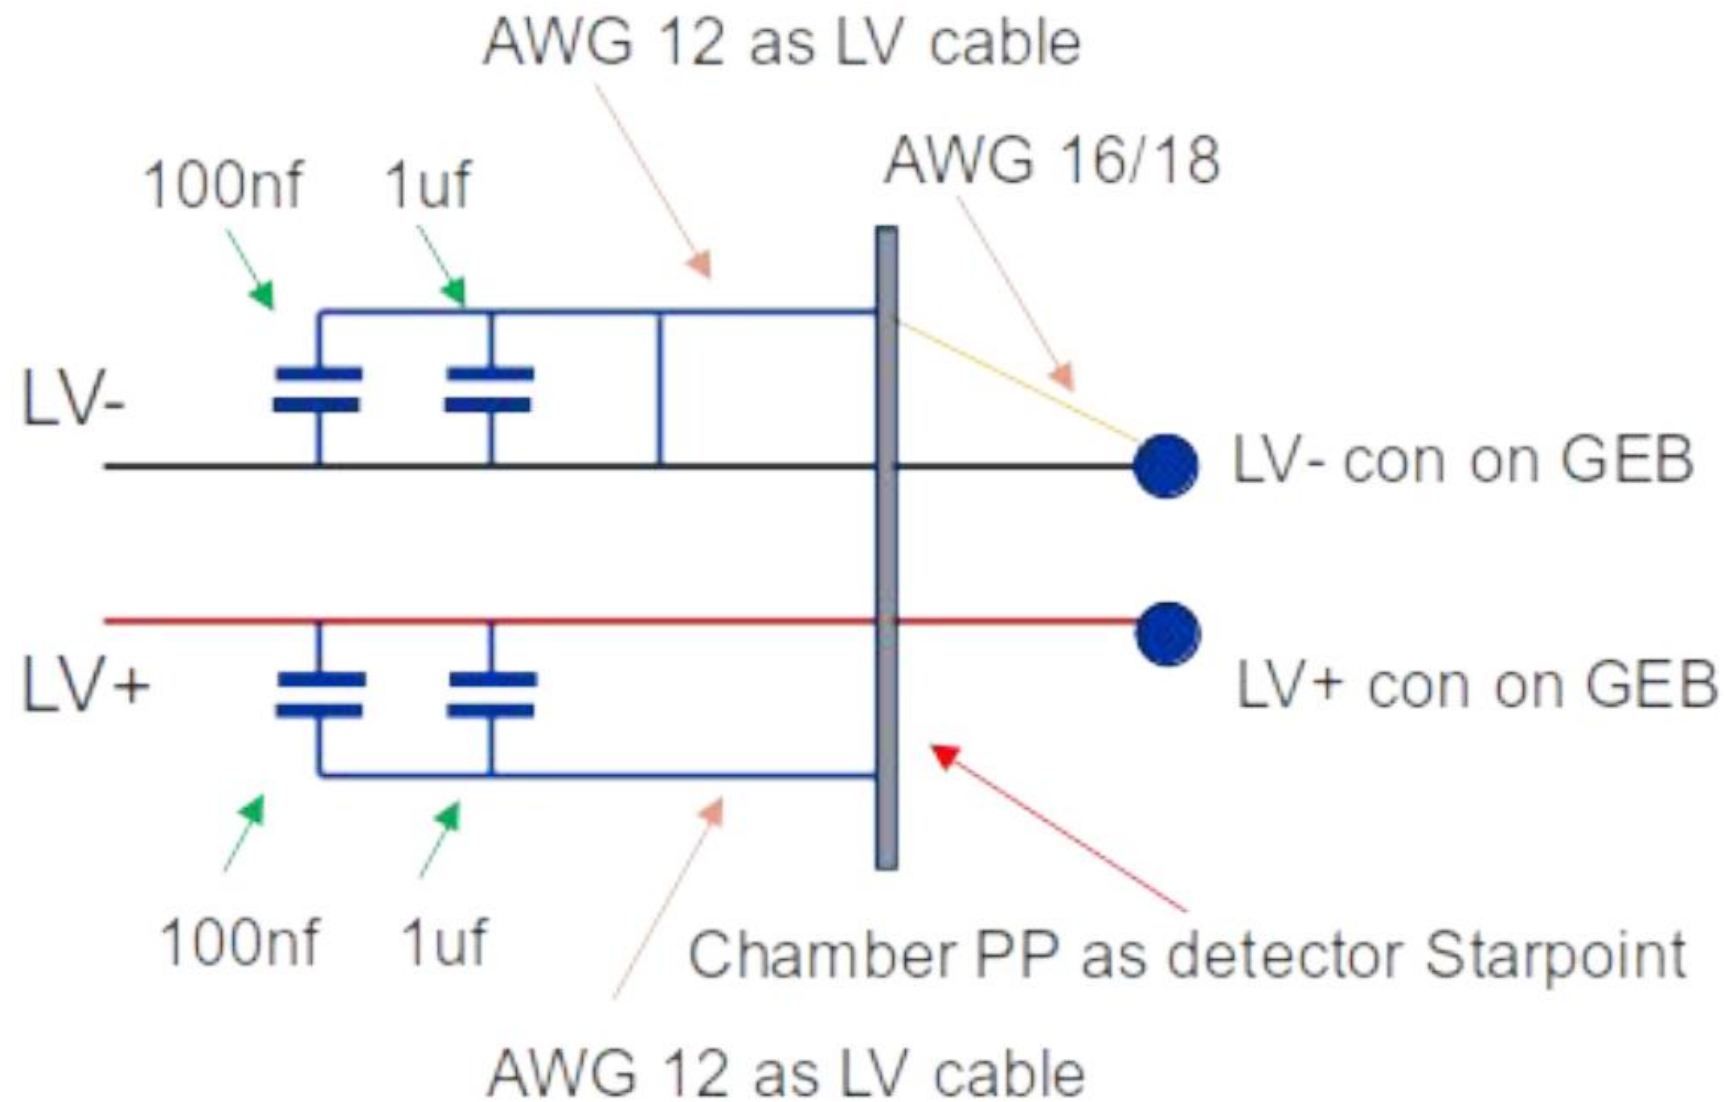 AWG 12 as LV cable
AWG 16/18
100nf
1uf
LV-
LV- con on GEB
LV+
LV+ con on GEB
100nf
1uf
Chamber PP as detector Starpoint
AWG 12 as LV cable